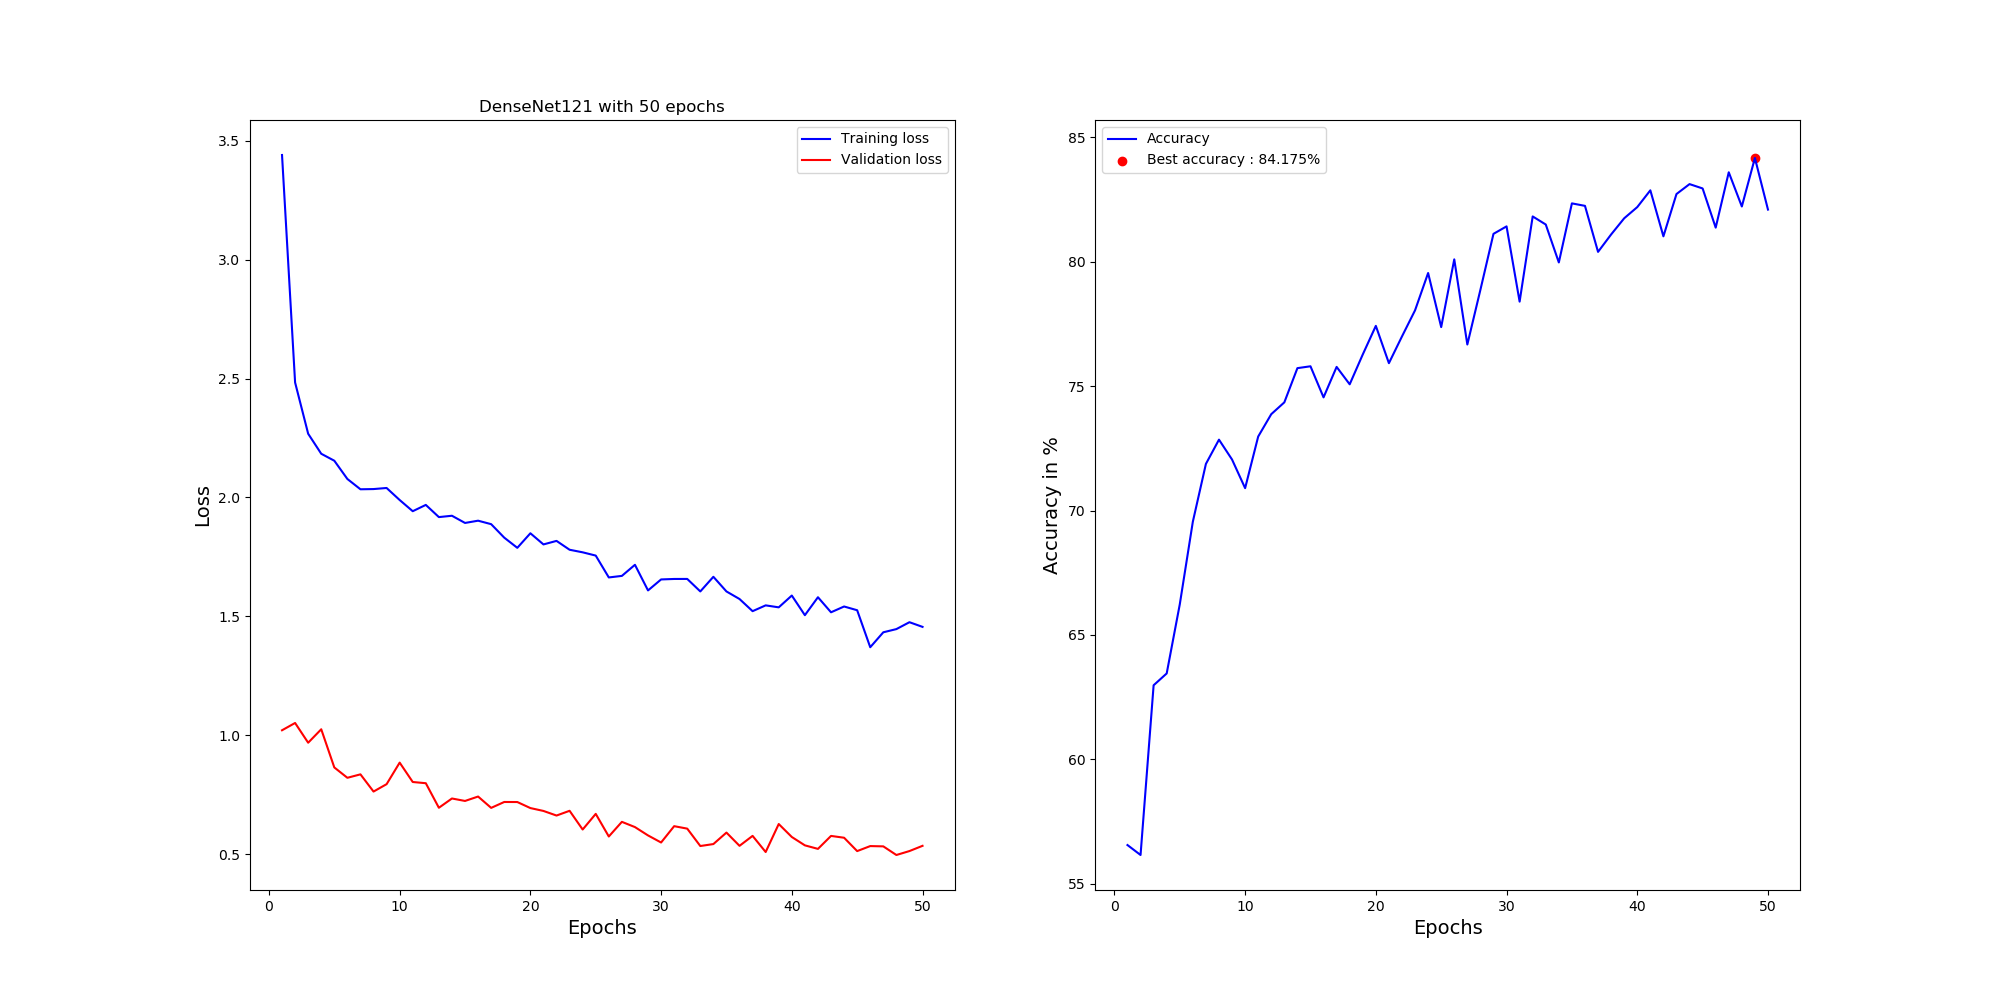 DenseNet121 with 50 epochs
Training loss
Validation loss
3.5
3.0
2.5
2.0
1.5
1.0
0.5
Loss
0 10 20 30 40 50
Epochs
Accuracy
Best accuracy : 84.175%
85
80
75
70
65
60
55
Accuracy in %
0 10 20 30 40 50
Epochs